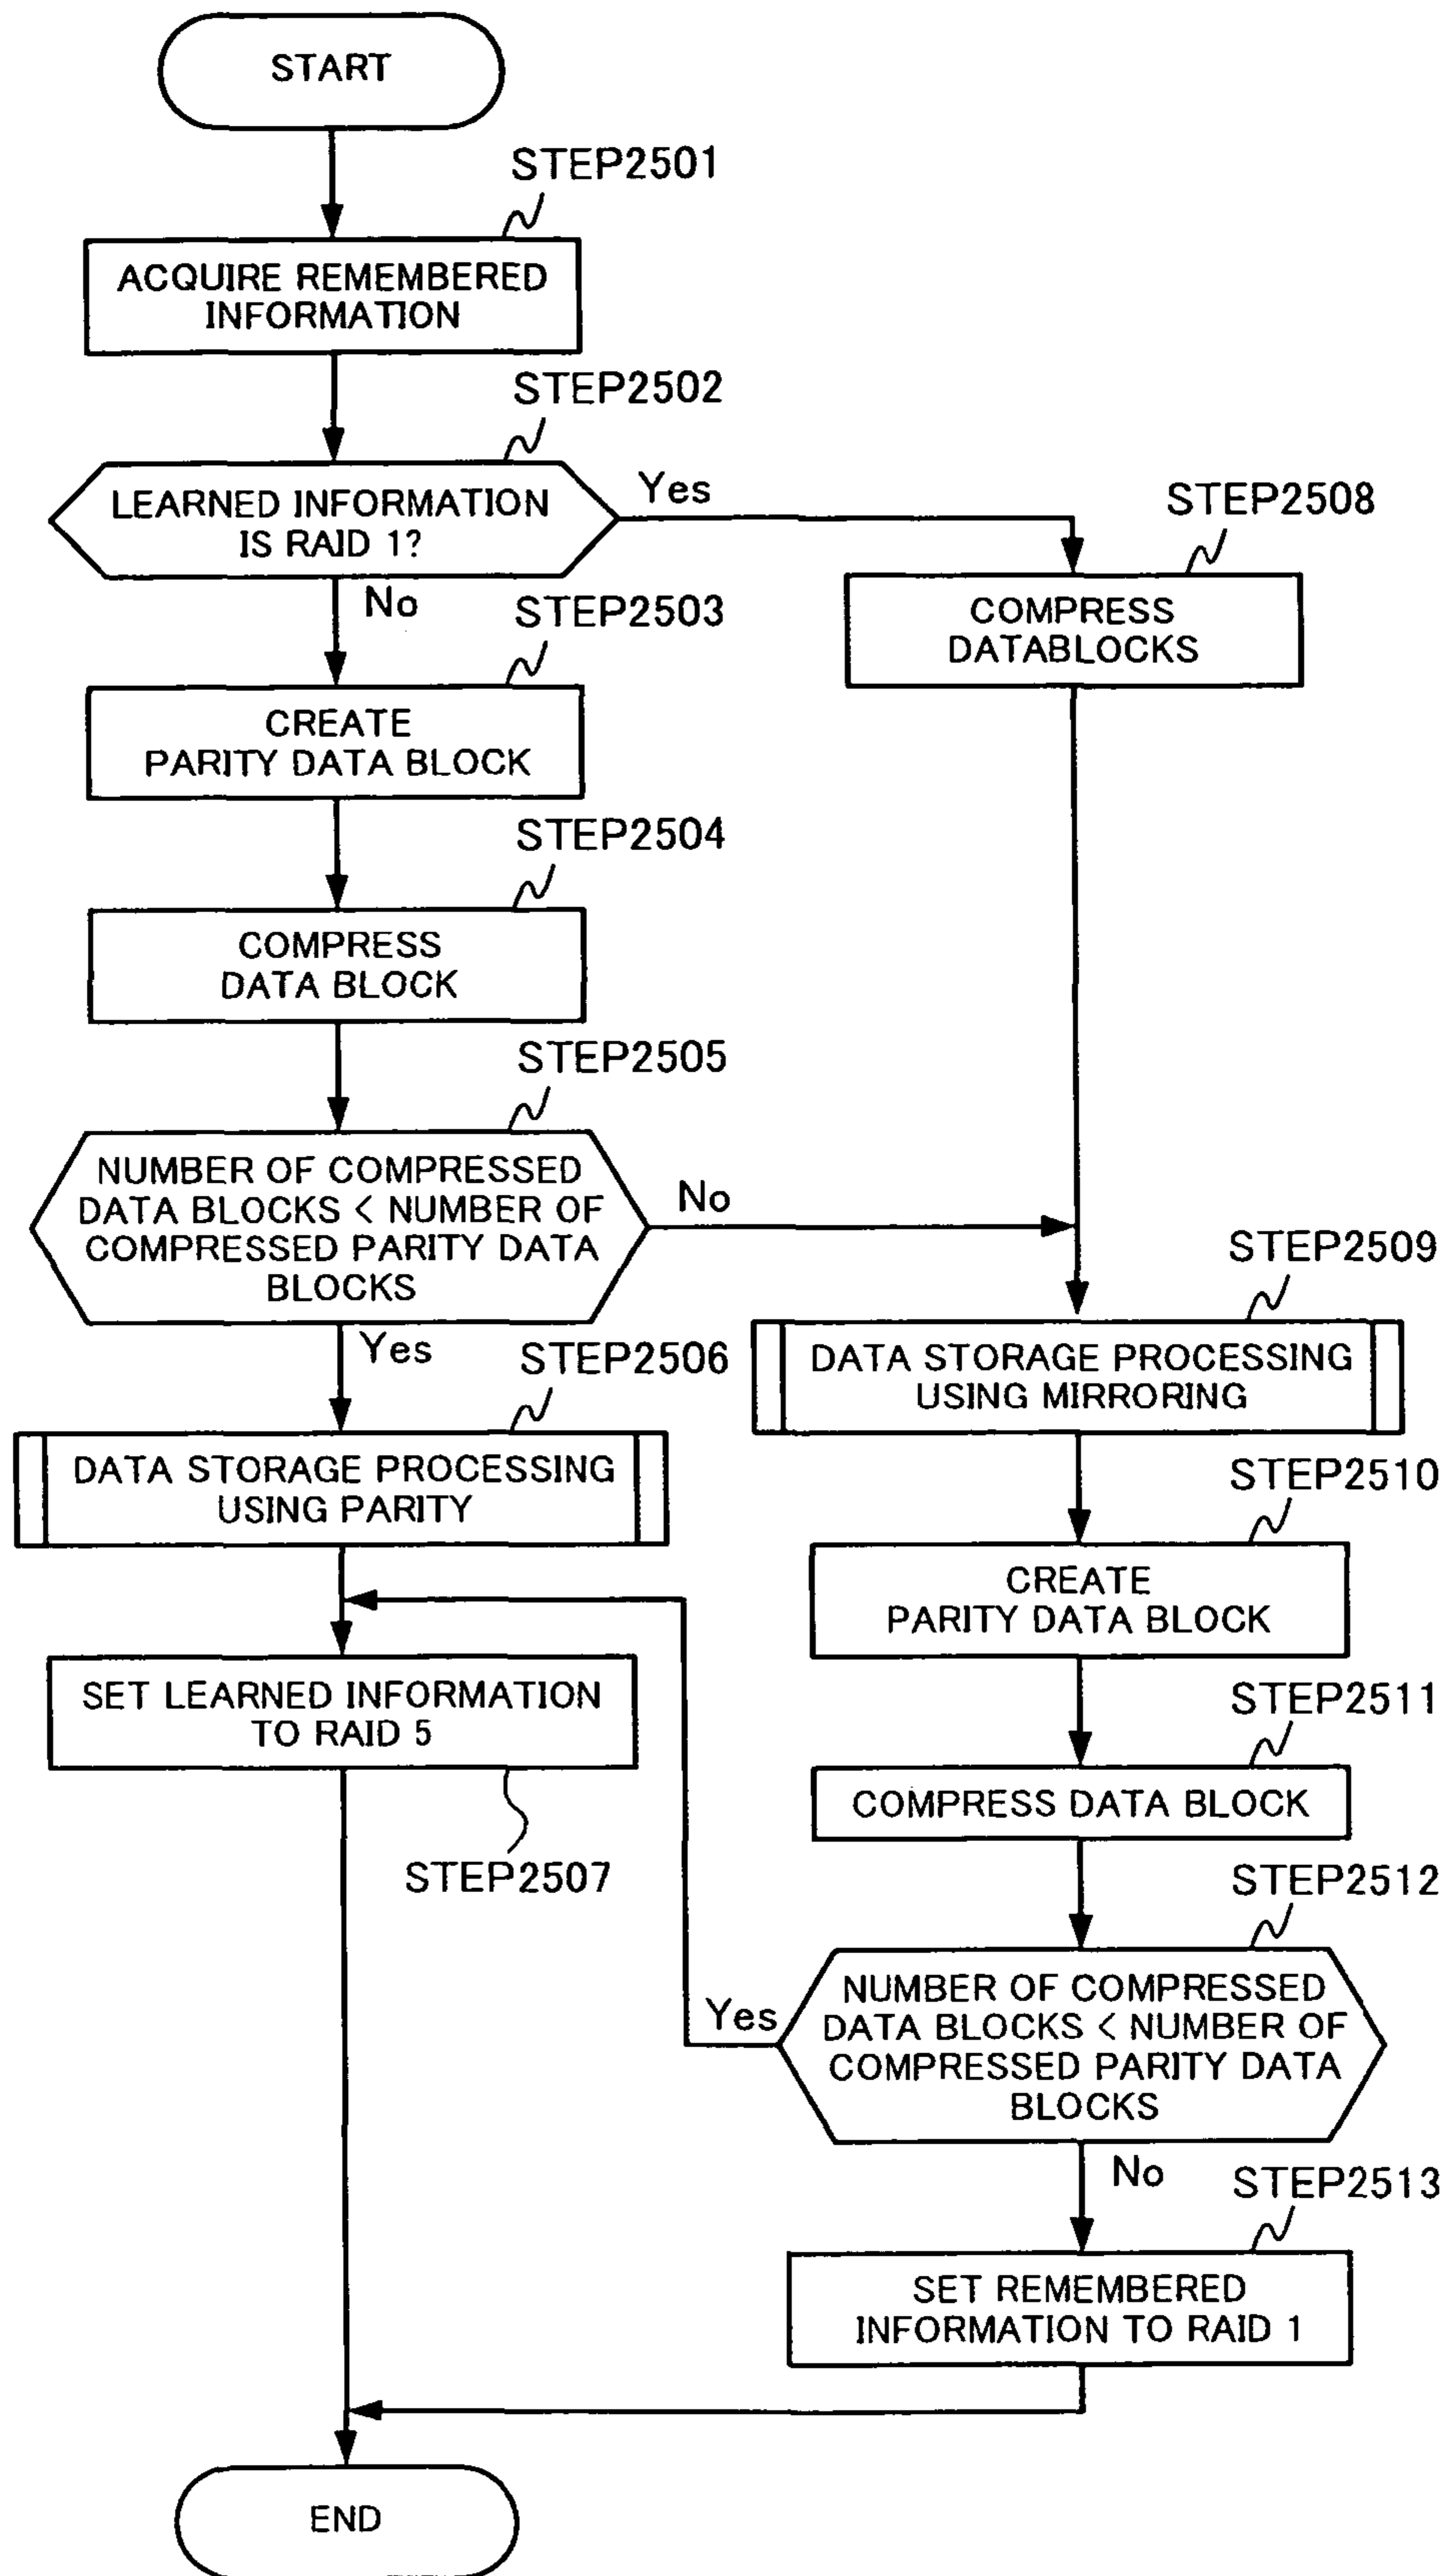 START
STEP2501
ACQUIRE REMEMBERED
INFORMATION
STEP2502
LEARNED INFORMATION
IS RAID 1?
Yes
No
STEP2508
COMPRESS
DATABLOCKS
STEP2503
CREATE
PARITY DATA BLOCK
STEP2504
COMPRESS
DATA BLOCK
STEP2505
NUMBER OF COMPRESSED
DATA BLOCKS < NUMBER OF
COMPRESSED PARITY DATA
BLOCKS
No
Yes
STEP2506
DATA STORAGE PROCESSING
USING PARITY
SET LEARNED INFORMATION
TO RAID 5
STEP2507
STEP2509
DATA STORAGE PROCESSING
USING MIRRORING
STEP2510
CREATE
PARITY DATA BLOCK
STEP2511
COMPRESS DATA BLOCK
STEP2512
NUMBER OF COMPRESSED
DATA BLOCKS < NUMBER OF
COMPRESSED PARITY DATA
BLOCKS
Yes
No
STEP2513
SET REMEMBERED
INFORMATION TO RAID 1
END